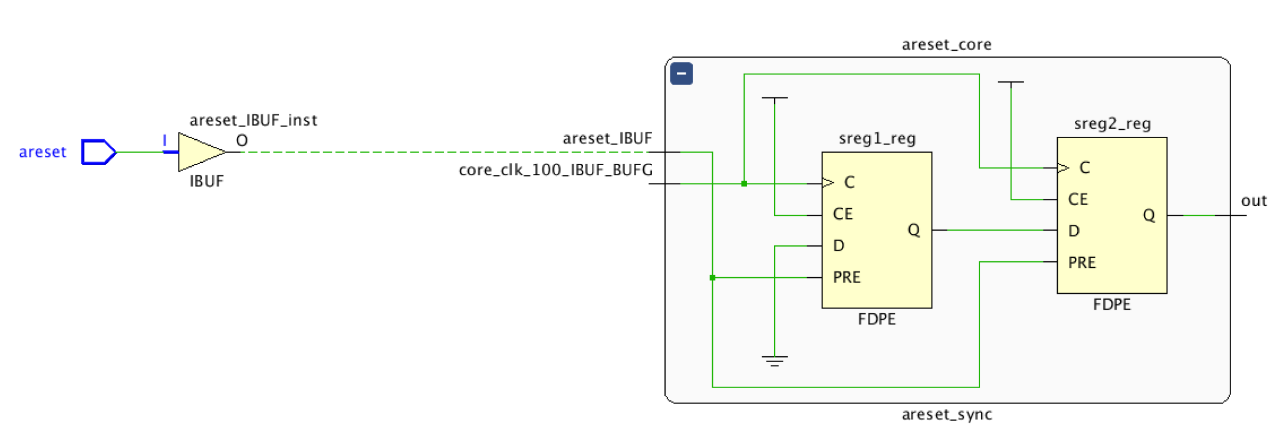 areset_core
areset_IBUF_inst
I
O
areset
IBUF
areset_IBUF
core_clk_100_IBUF_BUFG
−
sreg1_reg
C
CE
D
PRE
Q
FDPE
sreg2_reg
C
CE
D
PRE
Q
FDPE
out
areset_sync